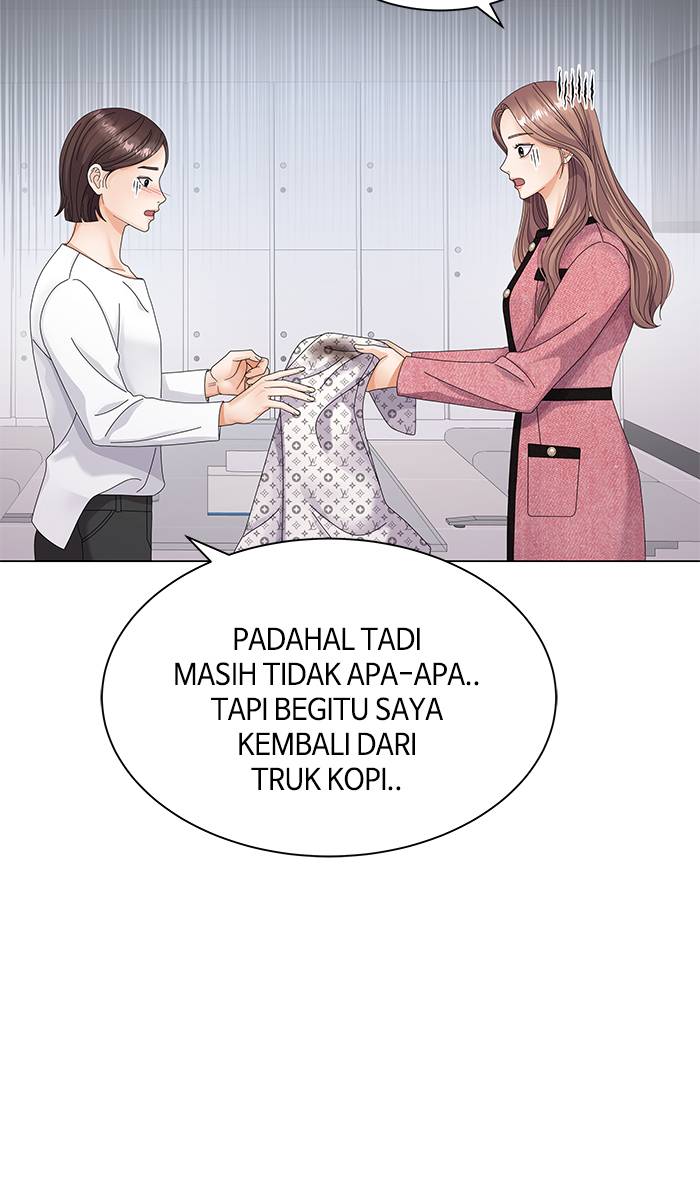 PADAHAL TADI
MASIH TIDAK APA-APA..
TAPI BEGITU SAYA
KEMBALI DARI
TRUK KOPI..